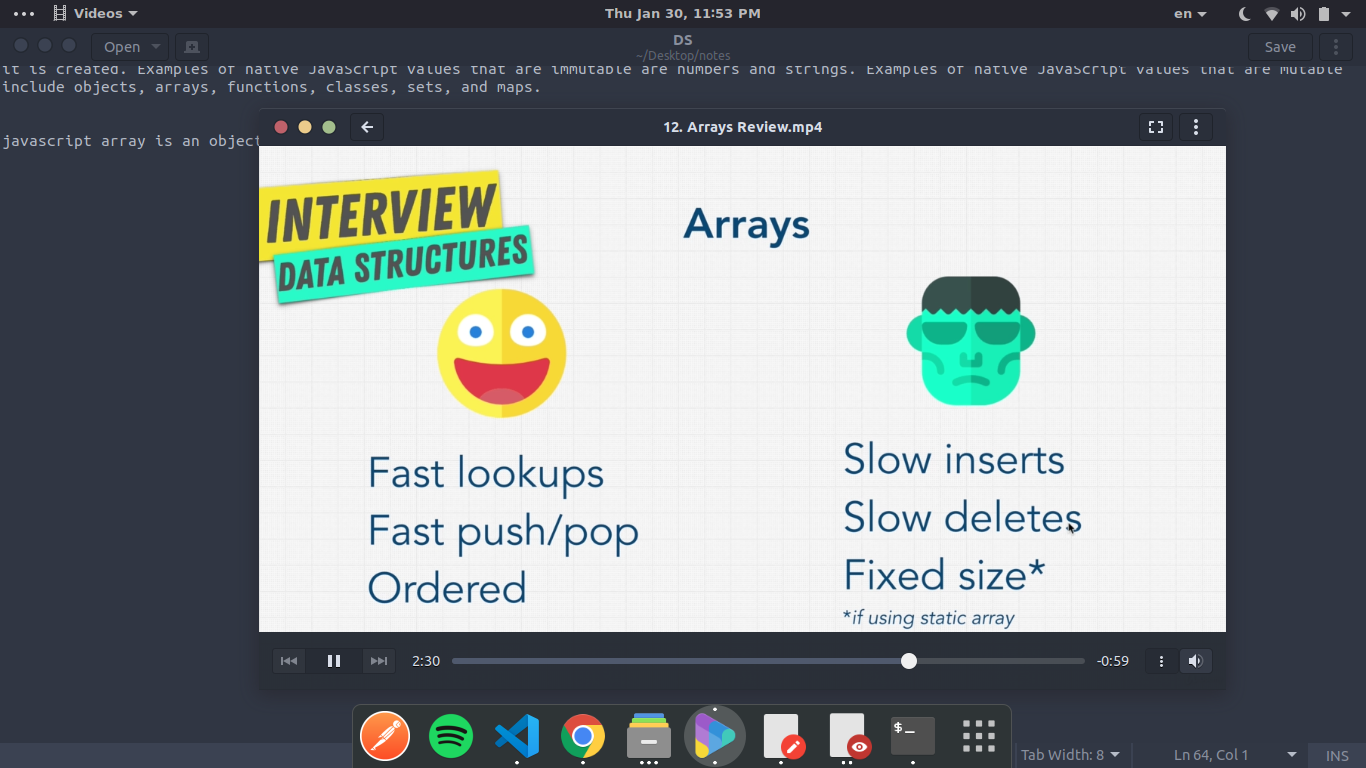 Videos
Thu Jan 30, 11:53 PM
en
Open
DS
~/Desktop/notes
Save
it is created. Examples of native JavaScript values that are immutable are numbers and strings. Examples of native JavaScript values that are mutable
include objects, arrays, functions, classes, sets, and maps.
javascript array is an object
12. Arrays Review.mp4
INTERVIEW
DATA STRUCTURES
Arrays
Fast lookups
Fast push/pop
Ordered
Slow inserts
Slow deletes
Fixed size*
*if using static array
2:30
-0:59
$_
Tab Width: 8
Ln 64, Col 1
INS